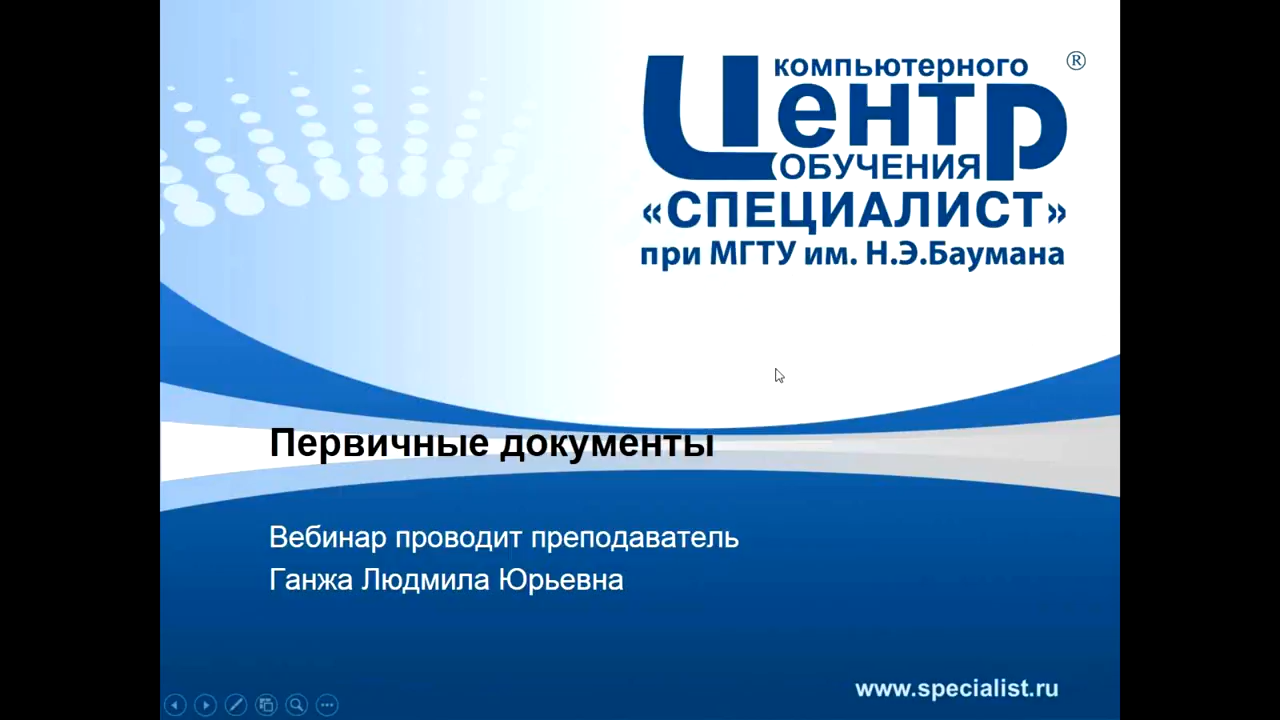 компьютерного ®
Центр
ОБУЧЕНИЯ
«СПЕЦИАЛИСТ»
при МГТУ им. Н.Э.Баумана
Первичные документы
Вебинар проводит преподаватель
Ганжа Людмила Юрьевна
www.specialist.ru